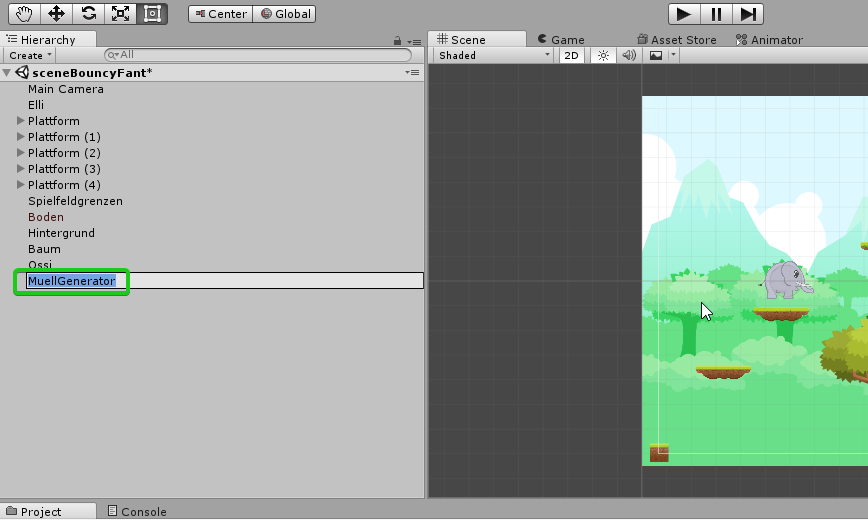 Center Global
Hierarchy
Create All
sceneBouncyFant*
Main Camera
Elli
Plattform
Plattform (1)
Plattform (2)
Plattform (3)
Plattform (4)
Spielfeldgrenzen
Boden
Hintergrund
Baum
Ossi
MuellGenerator
Scene Game Asset Store Animator
Shaded 2D
Project Console